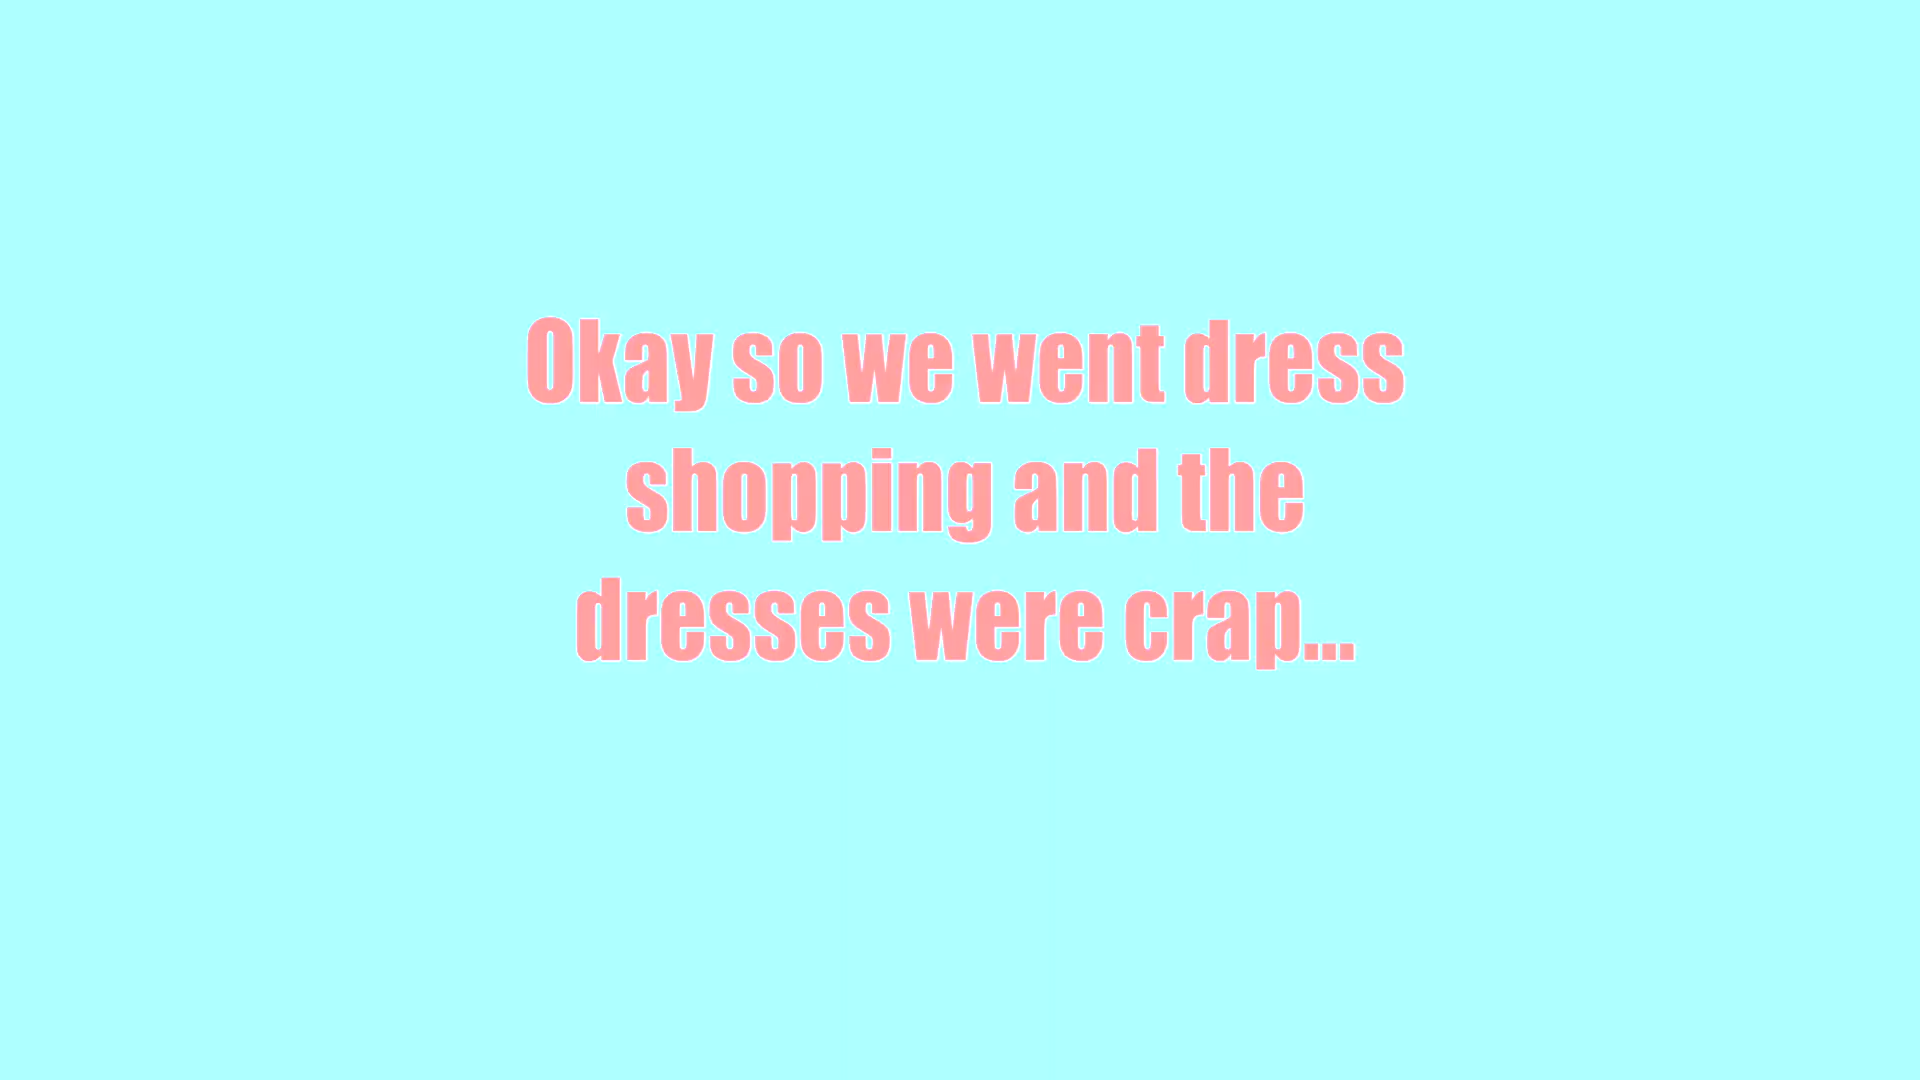 Okay so we went dress
shopping and the
dresses were crap...